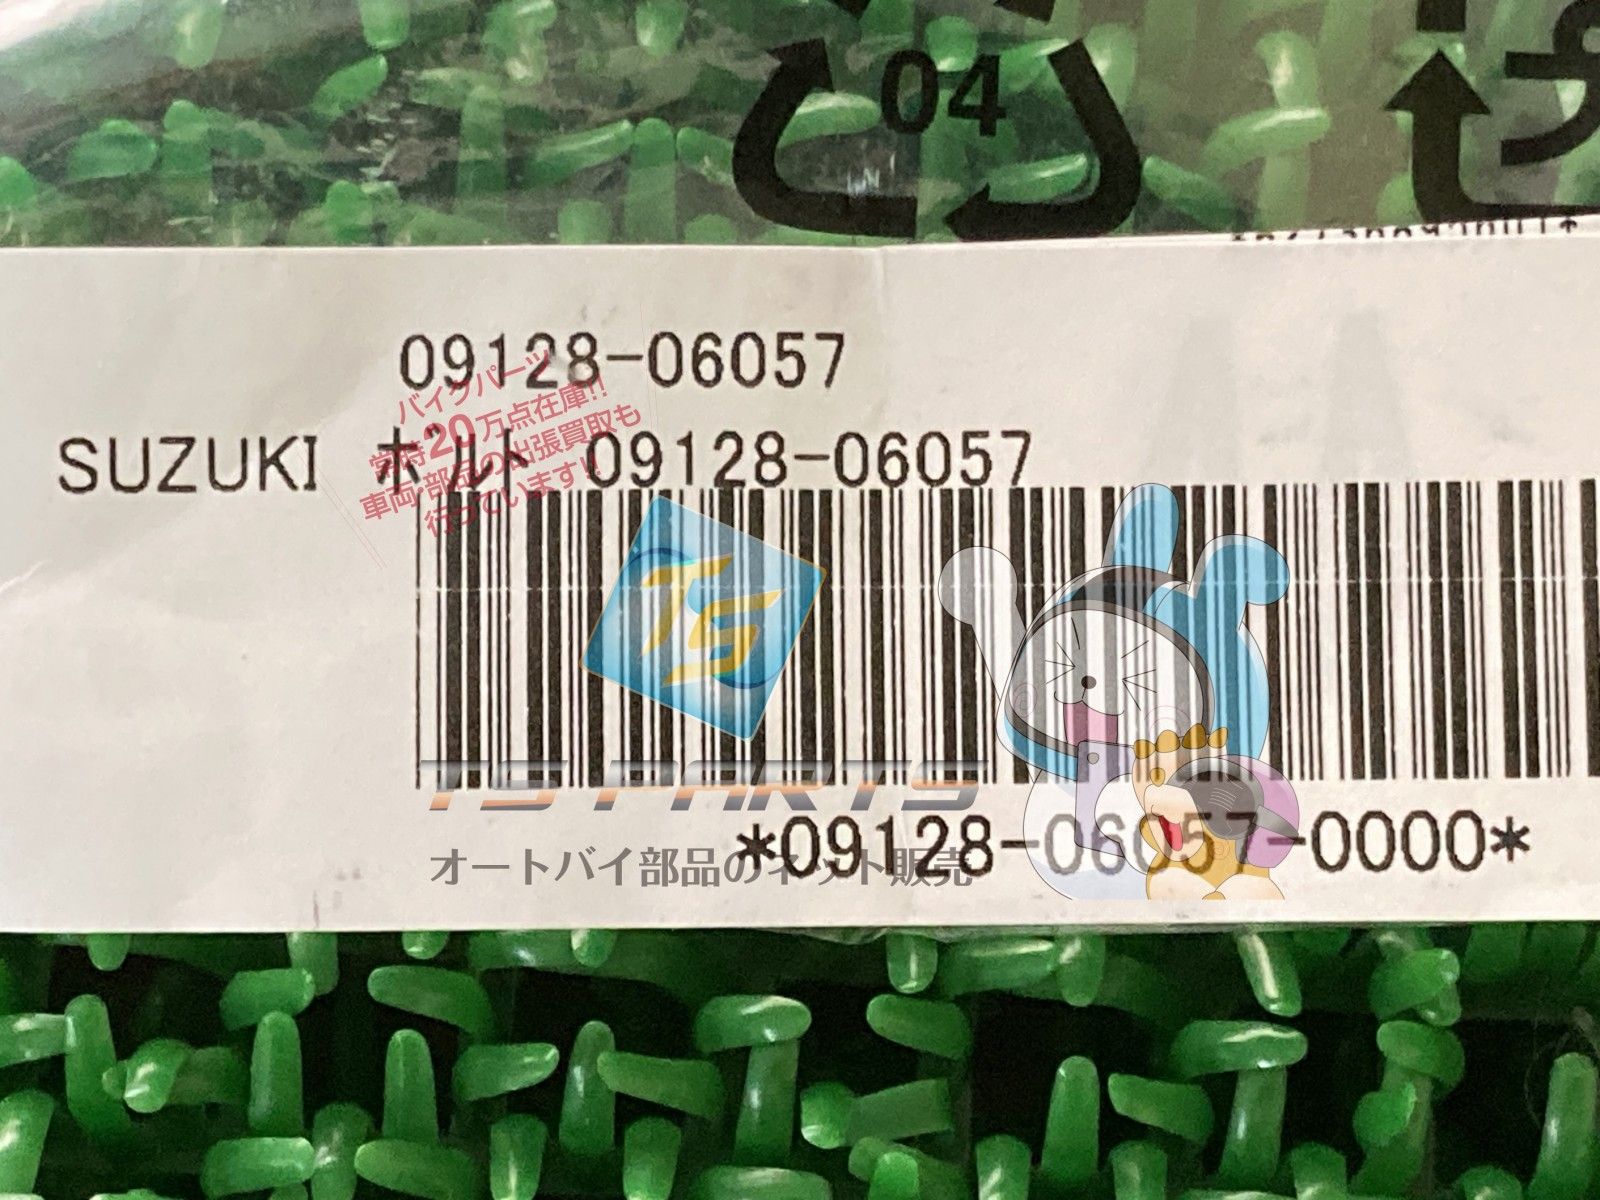 04
09128-06057
バイクパーツ
常時20万点在庫!!
車両・部品の出張買取も
行っています!!
SUZUKI ボルト 09128-06057
TS
TS PARTS
オートバイ部品のネット販売
*09128-06057-0000*